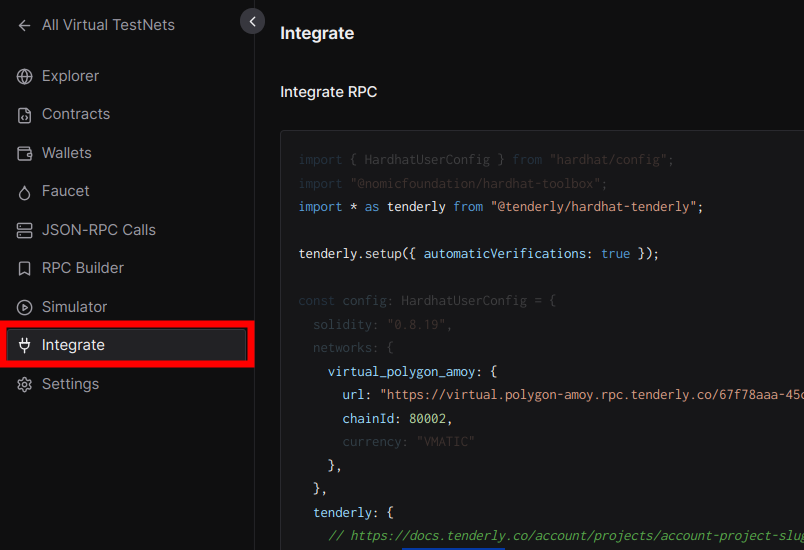 All Virtual TestNets
Explorer
Contracts
Wallets
Faucet
JSON-RPC Calls
RPC Builder
Simulator
Integrate
Settings
Integrate
Integrate RPC
import { HardhatUserConfig } from "hardhat/config";
import "@nomicfoundation/hardhat-toolbox";
import * as tenderly from "@tenderly/hardhat-tenderly";
tenderly.setup({ automaticVerifications: true });
const config: HardhatUserConfig = {
solidity: "0.8.19",
networks: {
virtual_polygon_amoy: {
url: "https://virtual.polygon-amoy.rpc.tenderly.co/67f78aaa-45c
chainId: 80002,
currency: "VMATIC"
},
},
tenderly: {
// https://docs.tenderly.co/account/projects/account-project-slug